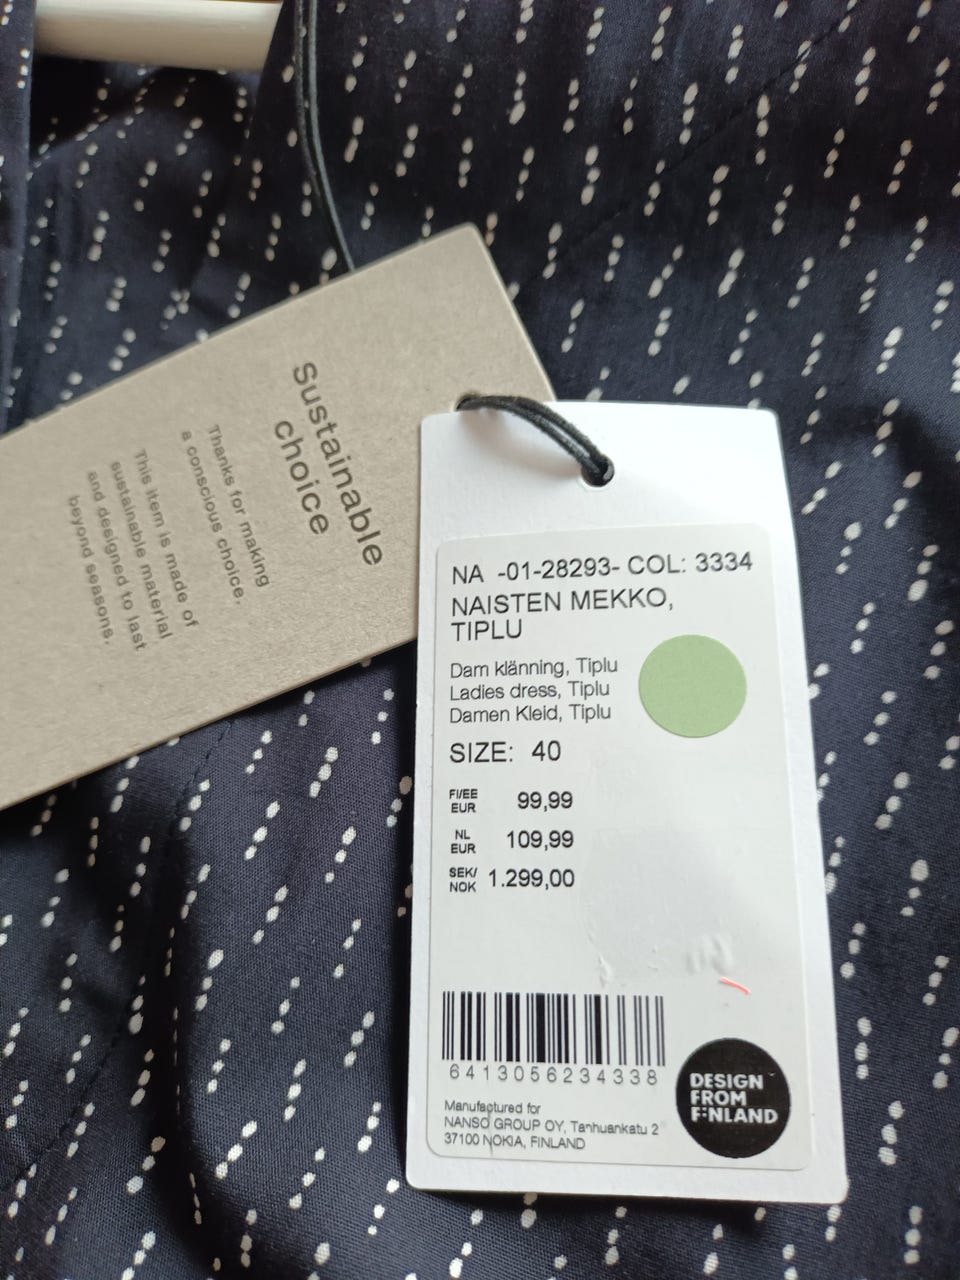 Sustainable
choice
Thanks for making
a conscious choice.
This item is made of
sustainable material
and designed to last
beyond seasons.
NA -01-28293- COL: 3334
NAISTEN MEKKO,
TIPLU
Dam klänning, Tiplu
Ladies dress, Tiplu
Damen Kleid, Tiplu
SIZE: 40
FI/EE
EUR 99,99
NL
EUR 109,99
SEK/
NOK 1.299,00
6413056234338
Manufactured for
NANSO GROUP OY, Tanhuankatu 2
37100 NOKIA, FINLAND
DESIGN
FROM
FINLAND